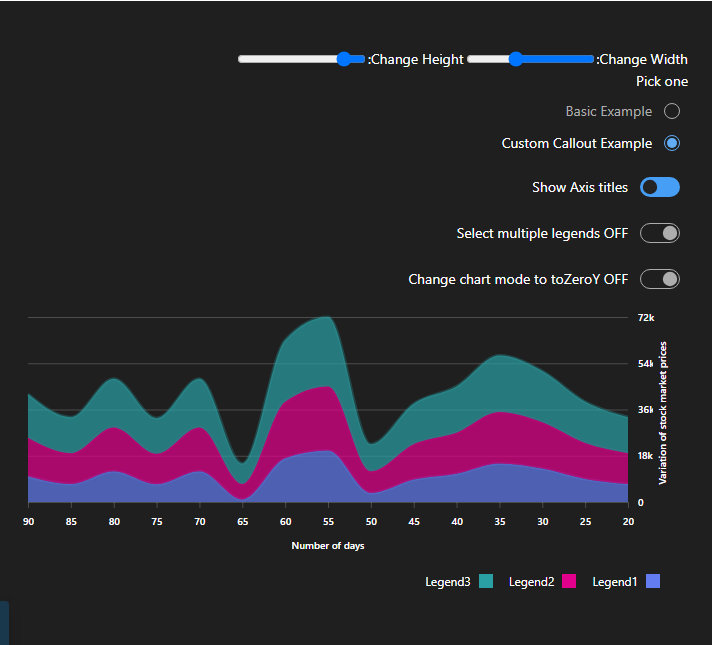 :Change Height :Change Width
Pick one
Basic Example
Custom Callout Example
Show Axis titles
Select multiple legends OFF
Change chart mode to toZeroY OFF
72k
54k
36k
18k
0
Variation of stock market prices
90 85 80 75 70 65 60 55 50 45 40 35 30 25 20
Number of days
Legend3 Legend2 Legend1